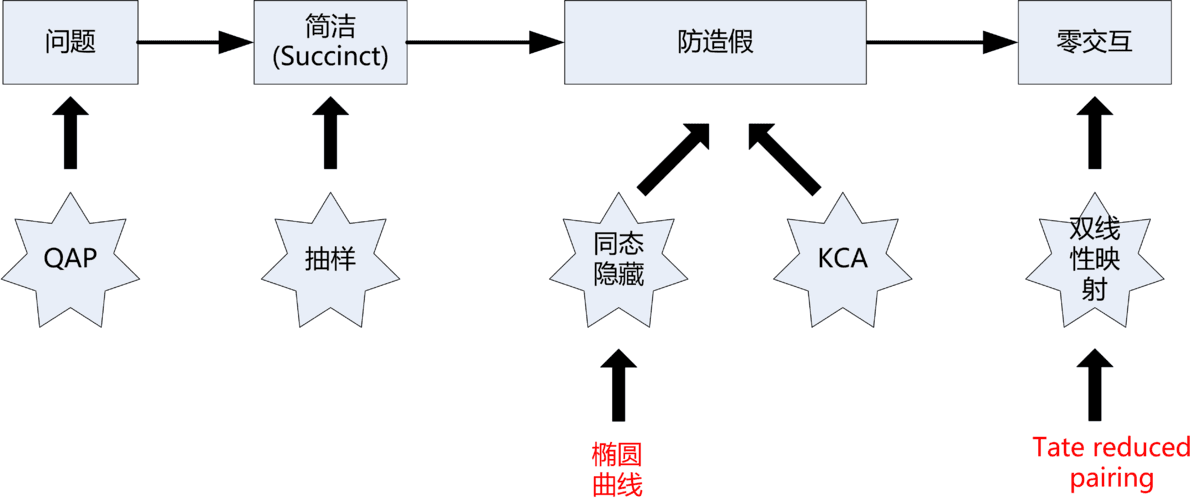 问题
简洁
(Succinct)
防造假
零交互
QAP
抽样
同态
隐藏
KCA
双线
性映
射
椭圆
曲线
Tate reduced
pairing